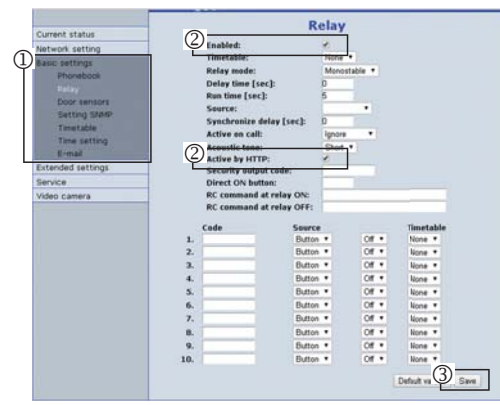 Relay
Current status
Network setting
1
Basic settings
Phonebook
Relay
Door sensors
Setting SNMP
Timetable
Time setting
E-mail
Extended settings
Service
Video camera
2
Enabled:
Timetable: None
Relay mode: Monostable
Delay time [sec]: 0
Run time [sec]: 5
Source:
Synchronize delay [sec]: 0
Active on call: Ignore
Acoustic tone: Short
2
Active by HTTP:
Security output code:
Direct ON button:
RC command at relay ON:
RC command at relay OFF:
Code Source Timetable
1. Button Off None
2. Button Off None
3. Button Off None
4. Button Off None
5. Button Off None
6. Button Off None
7. Button Off None
8. Button Off None
9. Button Off None
10. Button Off None
Default
3
Save